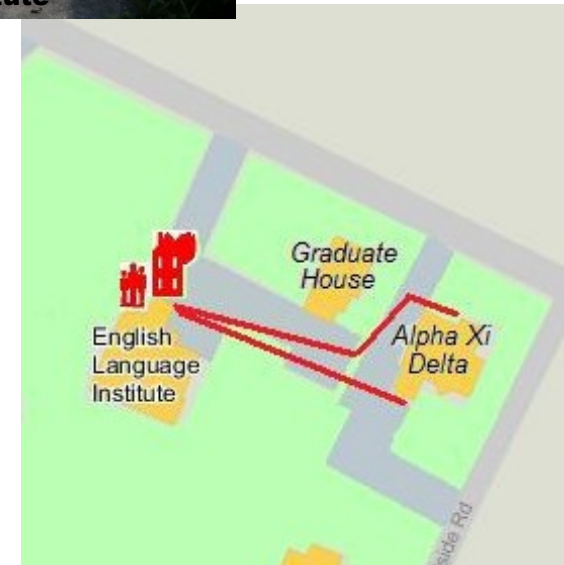 Graduate
House
Alpha Xi
Delta
English
Language
Institute
side Rd